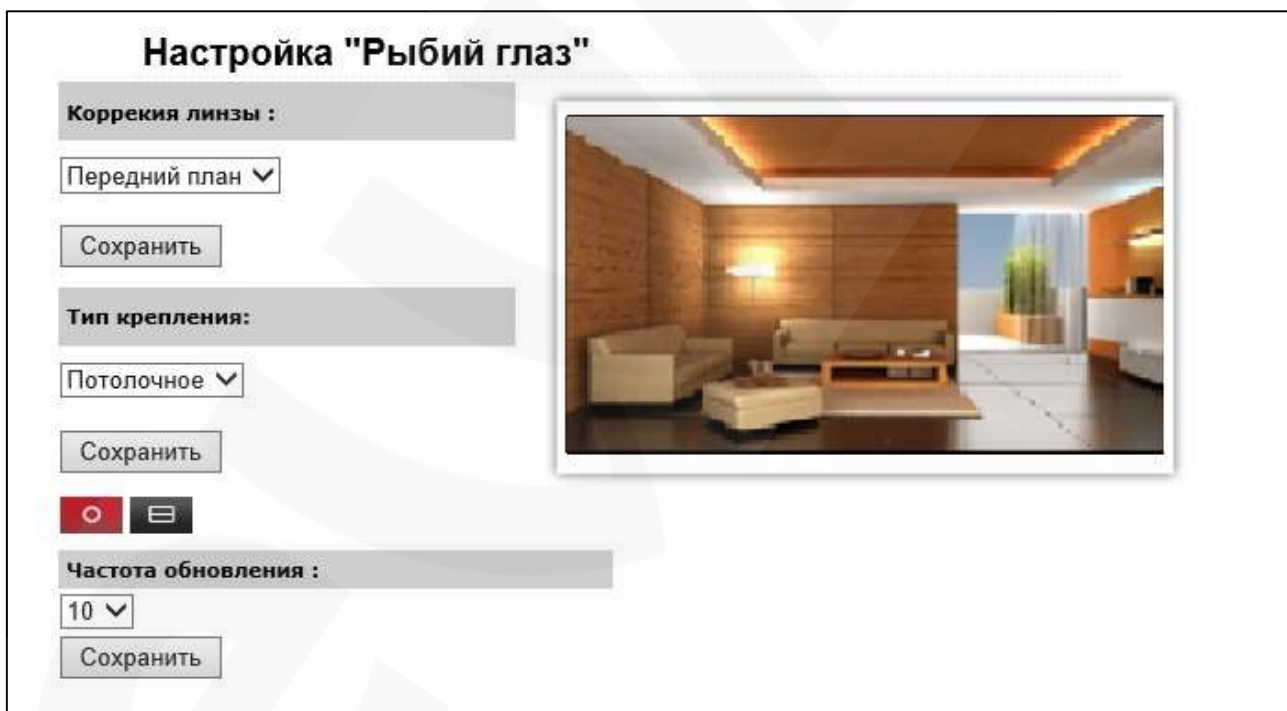 Настройка "Рыбий глаз"
Коррекия линзы :
Передний план
Сохранить
Тип крепления:
Потолочное
Сохранить
Частота обновления :
10
Сохранить